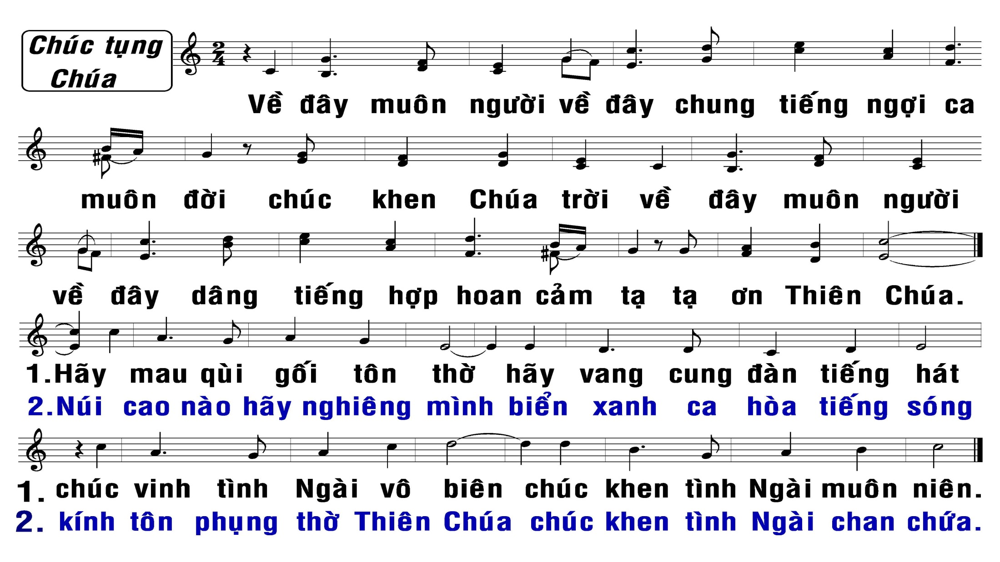 Chúc tụng
Chúa
Về đây muôn người về đây chung tiếng ngợi ca
muôn đời chúc khen Chúa trời về đây muôn người
về đây dâng tiếng hợp hoan cảm tạ tạ ơn Thiên Chúa.
1.Hãy mau qùi gối tôn thờ hãy vang cung đàn tiếng hát
2.Núi cao nào hãy nghiêng mình biển xanh ca hòa tiếng sóng
1. chúc vinh tình Ngài vô biên chúc khen tình Ngài muôn niên.
2. kính tôn phụng thờ Thiên Chúa chúc khen tình Ngài chan chứa.